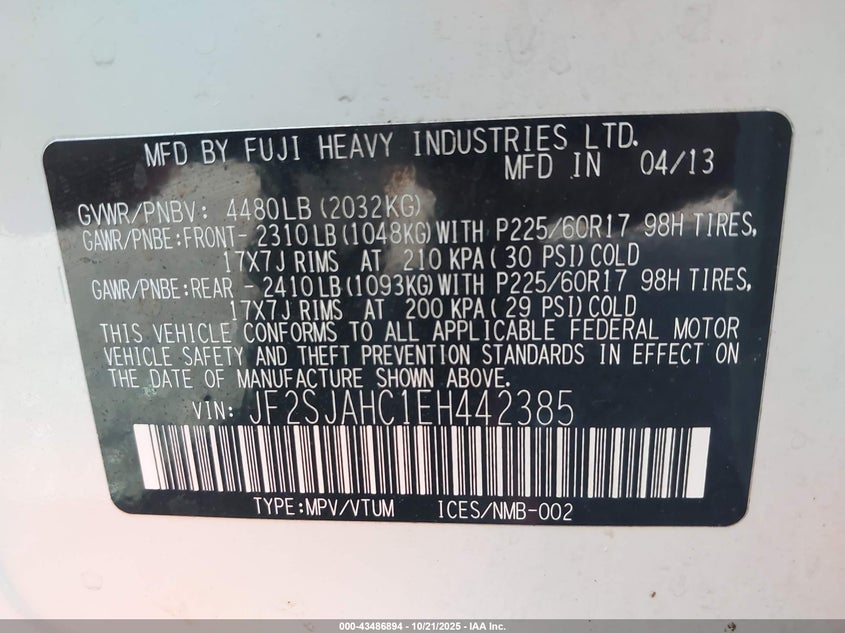 MFD BY FUJI HEAVY INDUSTRIES LTD.
MFD IN 04/13
GVWR/PNBV: 4480LB (2032KG)
GAWR/PNBE:FRONT- 2310LB (1048KG) WITH P225/60R17 98H TIRES,
17X7J RIMS AT 210 KPA ( 30 PSI) COLD
GAWR/PNBE:REAR - 2410LB (1093KG) WITH P225/60R17 98H TIRES,
17X7J RIMS AT 200 KPA ( 29 PSI) COLD
THIS VEHICLE CONFORMS TO ALL APPLICABLE FEDERAL MOTOR
VEHICLE SAFETY AND THEFT PREVENTION STANDARDS IN EFFECT ON
THE DATE OF MANUFACTURE SHOWN ABOVE.
VIN: JF2SJAHC1EH442385
TYPE:MPV/VTUM ICES/NMB-002
000-43486894 - 10/21/2025 - IAA Inc.